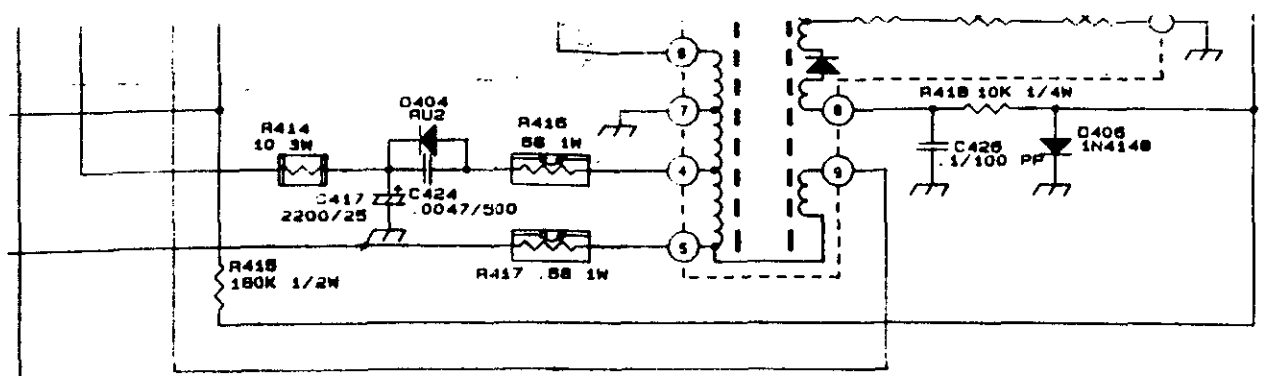 6
R418 10K 1/4W
D404
RU2
7
8
R414
10 3W
R416
.68 1W
D406
1N4148
C426
.1/100 PP
4
9
C417
2200/25
C424
.0047/500
5
R417 .68 1W
R415
180K 1/2W